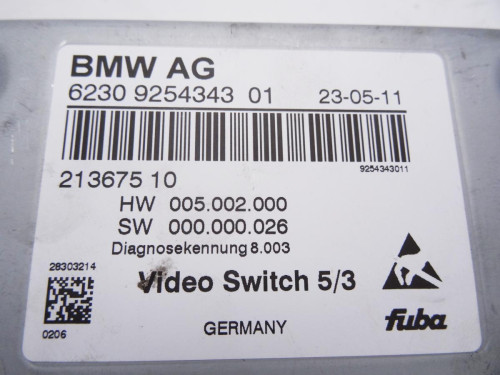 BMW AG
6230 9254343 01 23-05-11
9254343011
213675 10
HW 005.002.000
SW 000.000.026
Diagnosekennung 8.003
28303214
Video Switch 5/3
0206
GERMANY
fuba